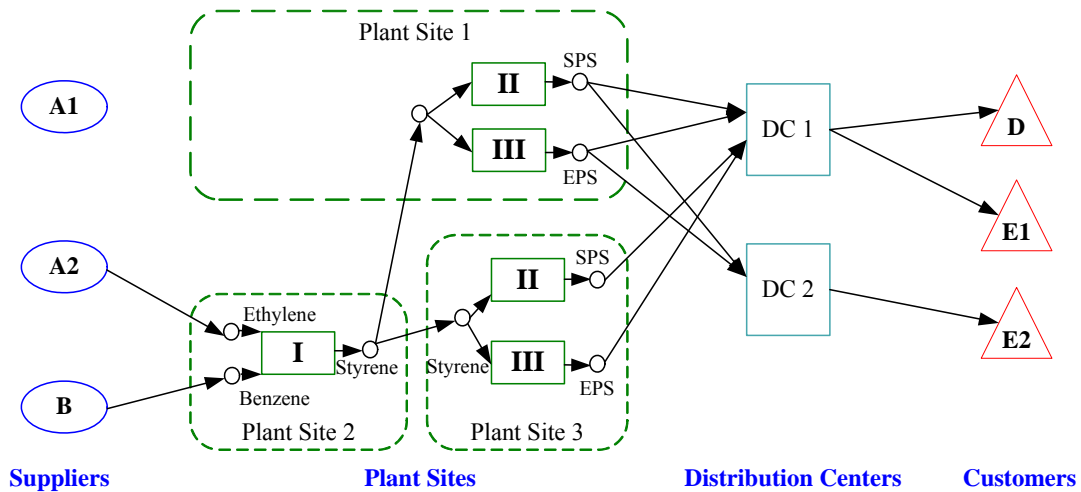 Plant Site 1
II
SPS
III
EPS
A1
A2
B
Ethylene
I
Styrene
Benzene
Plant Site 2
SPS
II
Styrene
III
EPS
Plant Site 3
DC 1
DC 2
D
E1
E2
Suppliers
Plant Sites
Distribution Centers
Customers